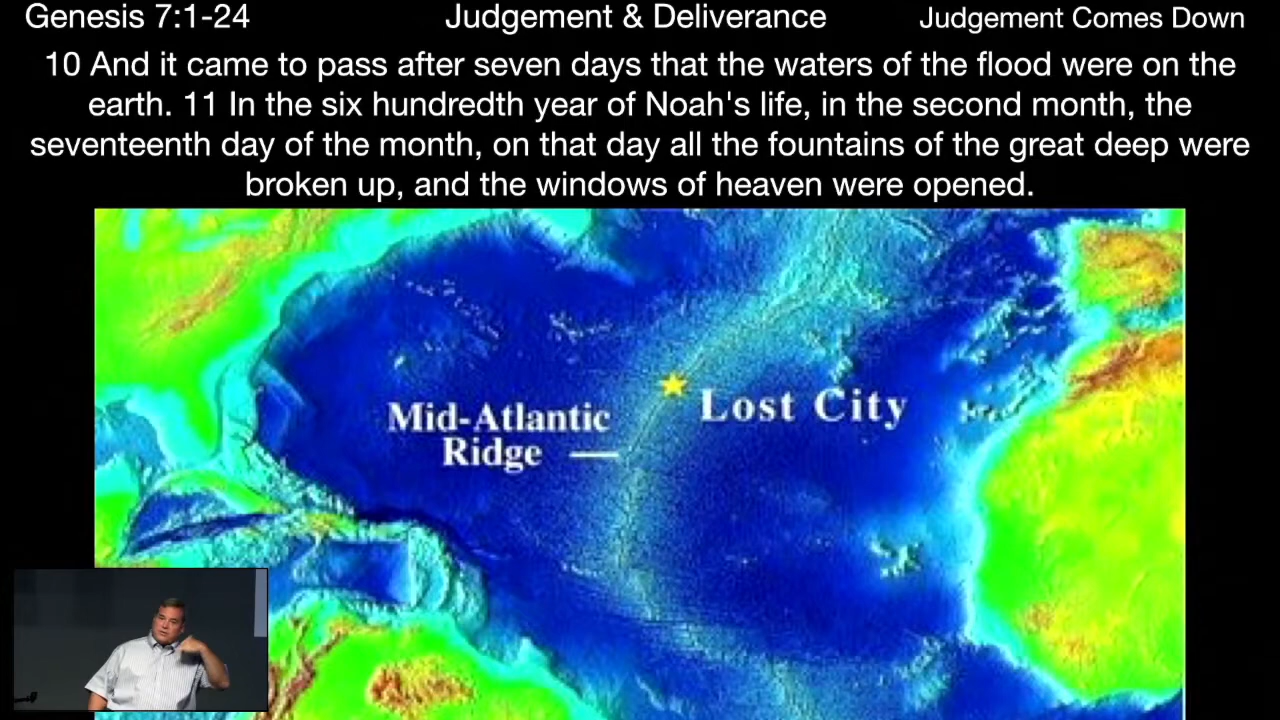 Genesis 7:1-24 Judgement & Deliverance Judgement Comes Down
10 And it came to pass after seven days that the waters of the flood were on the
earth. 11 In the six hundredth year of Noah's life, in the second month, the
seventeenth day of the month, on that day all the fountains of the great deep were
broken up, and the windows of heaven were opened.
Lost City
Mid-Atlantic
Ridge